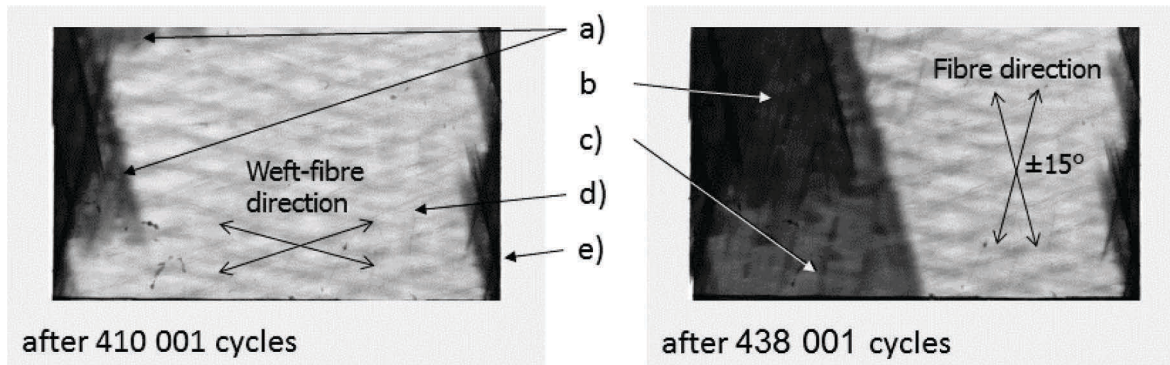 a)
b
c)
d)
e)
Weft-fibre
direction
after 410 001 cycles
Fibre direction
±15°
after 438 001 cycles